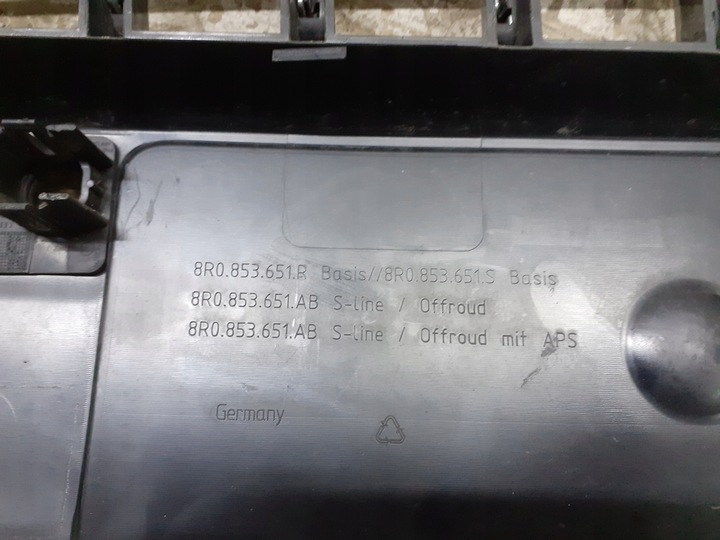 8R0.853.651.R Basis//8R0.853.651.S Basis
8R0.853.651.AB S-line / Offroud
8R0.853.651.AB S-line / Offroud mit APS
Germany